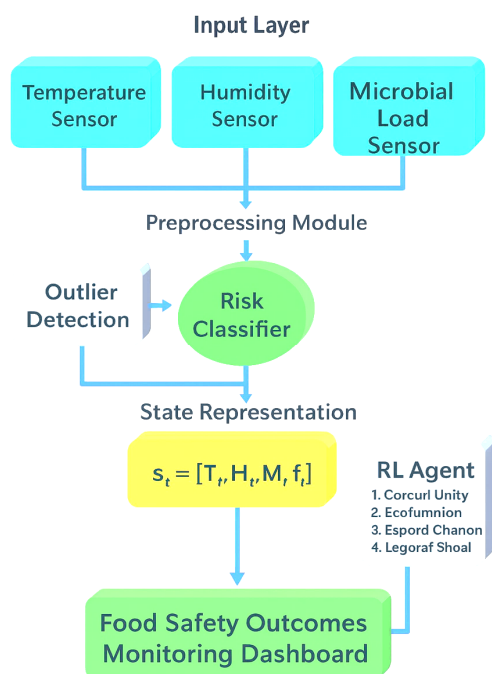 Input Layer
Temperature
Sensor
Humidity
Sensor
Microbial
Load
Sensor
Preprocessing Module
Outlier
Detection
Risk
Classifier
State Representation
sₜ = [Tₜ, Hₜ, M, fₜ]
RL Agent
1. Corcurl Unity
2. Ecofumnion
3. Espord Chanon
4. Legoraf Shoal
Food Safety Outcomes
Monitoring Dashboard